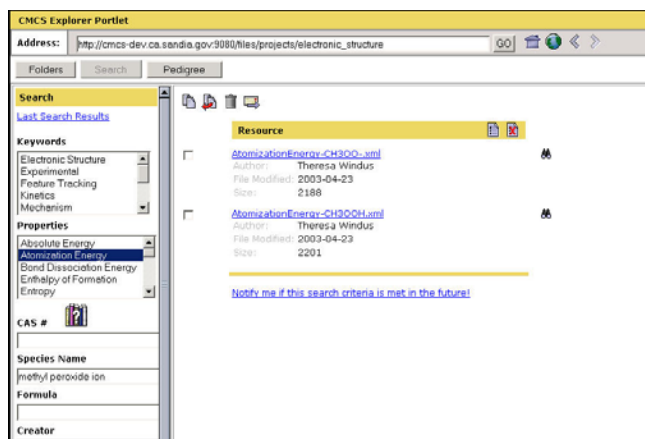 CMCS Explorer Portlet
Address: http://cmcs-dev.ca.sandia.gov:9080/files/projects/electronic_structure GO
Folders Search Pedigree
Search
Last Search Results
Keywords
Electronic Structure
Experimental
Feature Tracking
Kinetics
Mechanism
Properties
Absolute Energy
Atomization Energy
Bond Dissociation Energy
Enthalpy of Formation
Entropy
CAS #
Species Name
methyl peroxide ion
Formula
Creator
Resource
AtomizationEnergy-CH3OO-.xml
Author: Theresa Windus
File Modified: 2003-04-23
Size: 2188
AtomizationEnergy-CH3OOH.xml
Author: Theresa Windus
File Modified: 2003-04-23
Size: 2201
Notify me if this search criteria is met in the future!